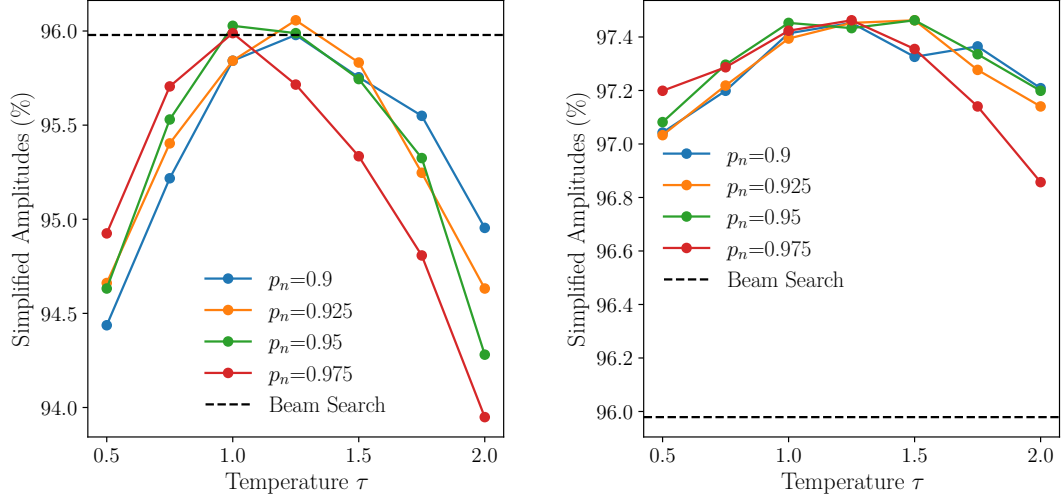 Simplified Amplitudes (%)
96.0
95.5
95.0
94.5
94.0
p_n=0.9
p_n=0.925
p_n=0.95
p_n=0.975
Beam Search
0.5 1.0 1.5 2.0
Temperature τ
Simplified Amplitudes (%)
97.4
97.2
97.0
96.8
96.6
96.4
96.2
96.0
p_n=0.9
p_n=0.925
p_n=0.95
p_n=0.975
Beam Search
0.5 1.0 1.5 2.0
Temperature τ